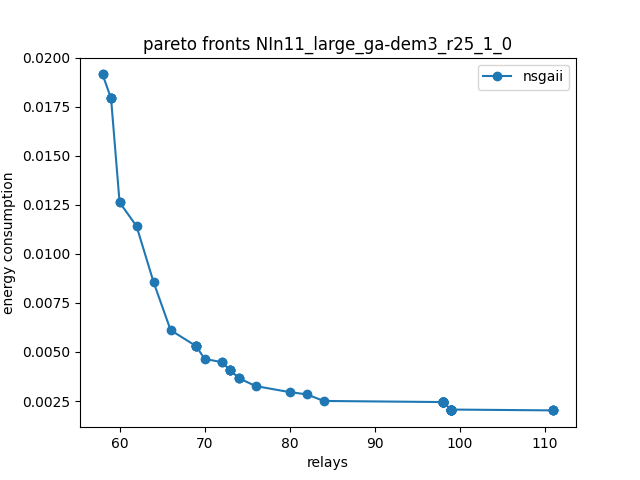 pareto fronts NIn11_large_ga-dem3_r25_1_0
nsgaii
0.0200
0.0175
0.0150
0.0125
0.0100
0.0075
0.0050
0.0025
energy consumption
60 70 80 90 100 110
relays